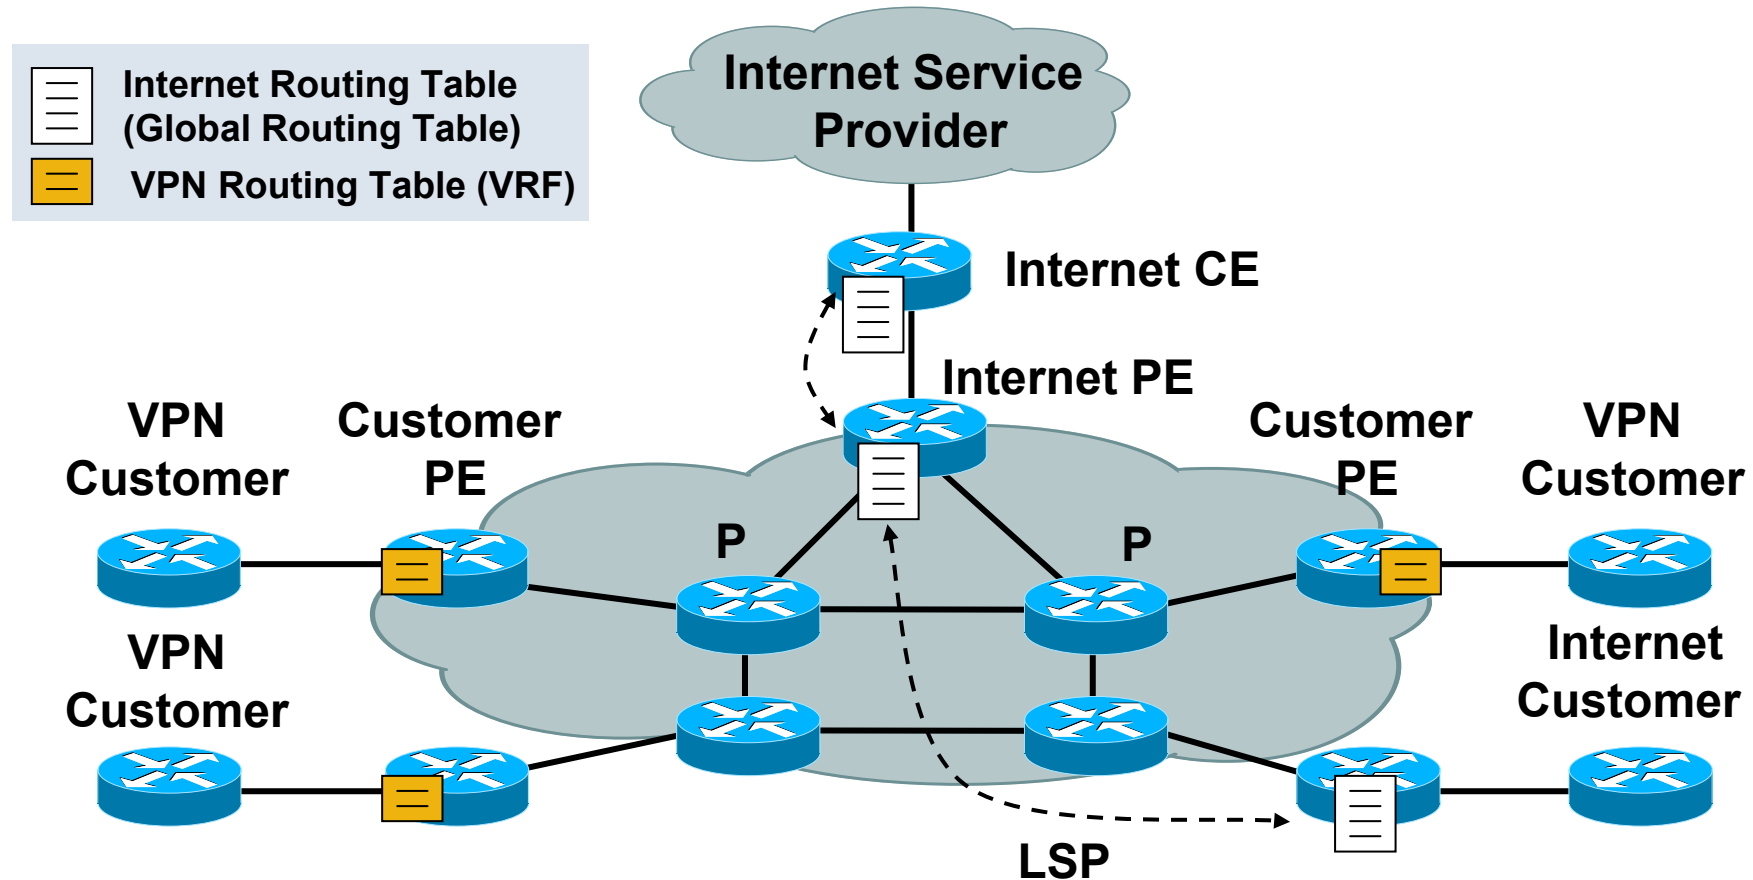 Internet Routing Table
(Global Routing Table)
VPN Routing Table (VRF)
Internet Service
Provider
Internet CE
Internet PE
VPN
Customer
Customer
PE
Customer
PE
VPN
Customer
P
P
VPN
Customer
Internet
Customer
LSP